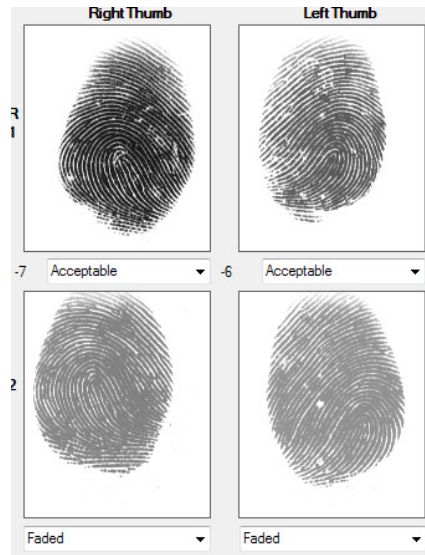 Right Thumb Left Thumb
R
1
-7 Acceptable -6 Acceptable
2
Faded Faded